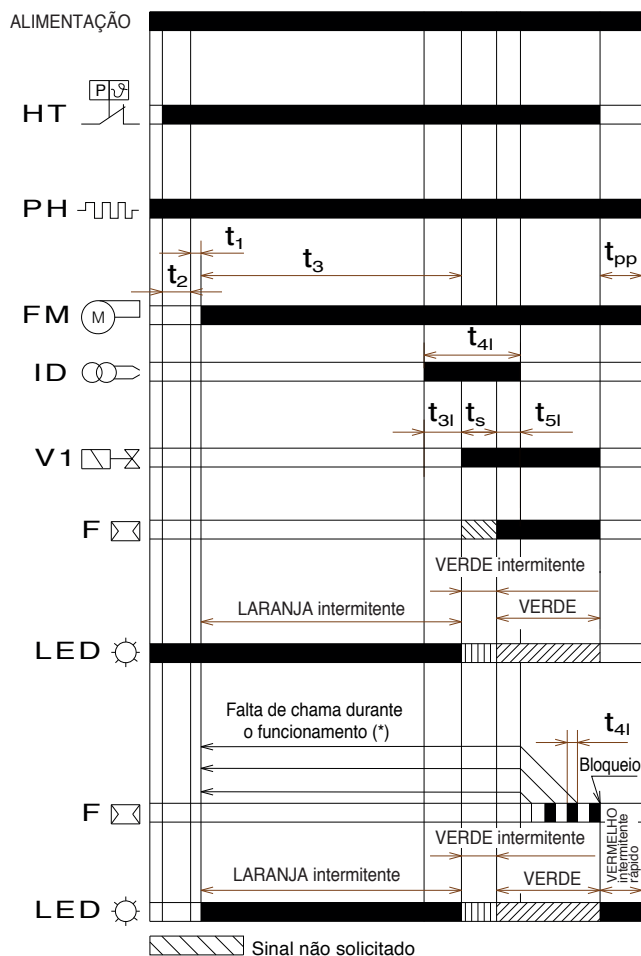 ALIMENTAÇÃO
P
HT
PH
t1
t3
tpp
t2
FM
M
t4l
ID
t3l
ts
t5l
V1
F
VERDE intermitente
LARANJA intermitente
VERDE
LED
Falta de chama durante
o funcionamento (*)
t4l
Bloqueio
F
VERDE intermitente
VERMELHO
intermitente
rápido
LARANJA intermitente
VERDE
LED
Sinal não solicitado